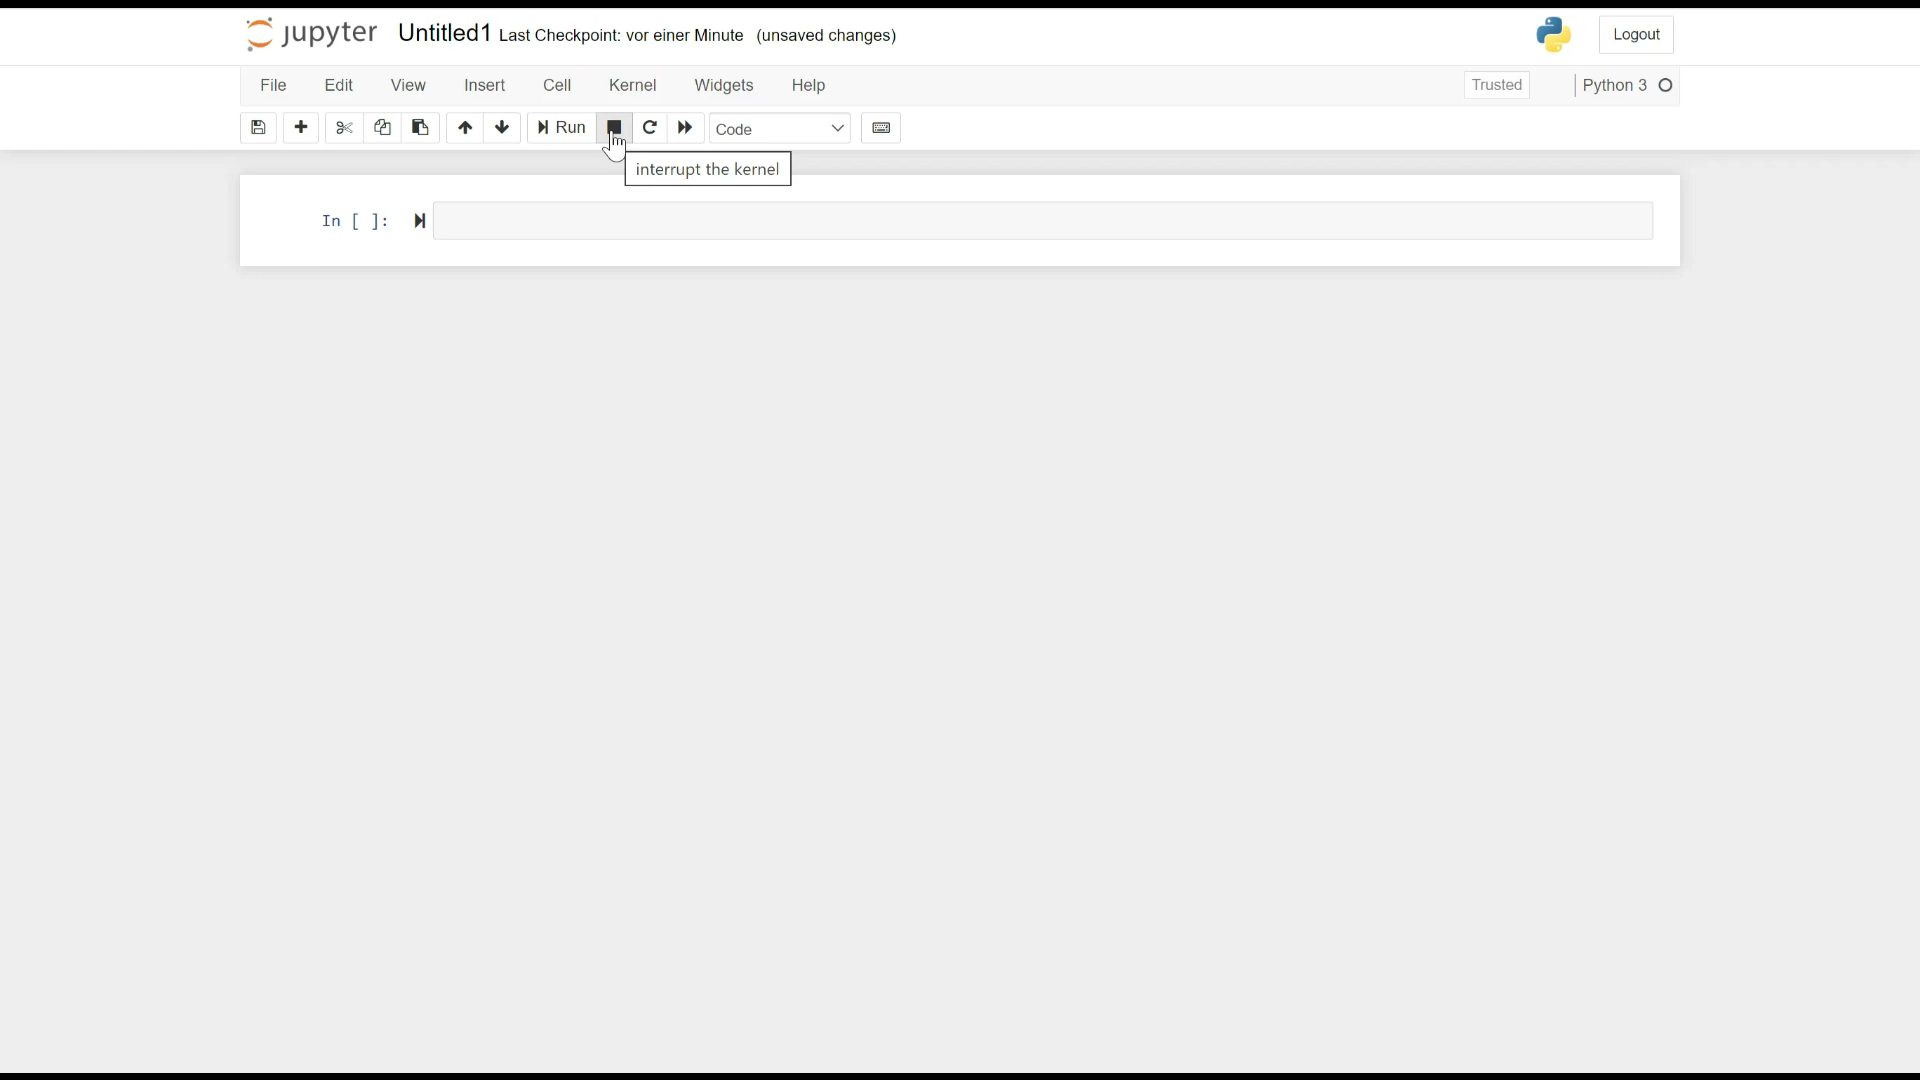 jupyter Untitled1 Last Checkpoint: vor einer Minute (unsaved changes) Logout
File Edit View Insert Cell Kernel Widgets Help Trusted Python 3
Run Code
interrupt the kernel
In [ ]: